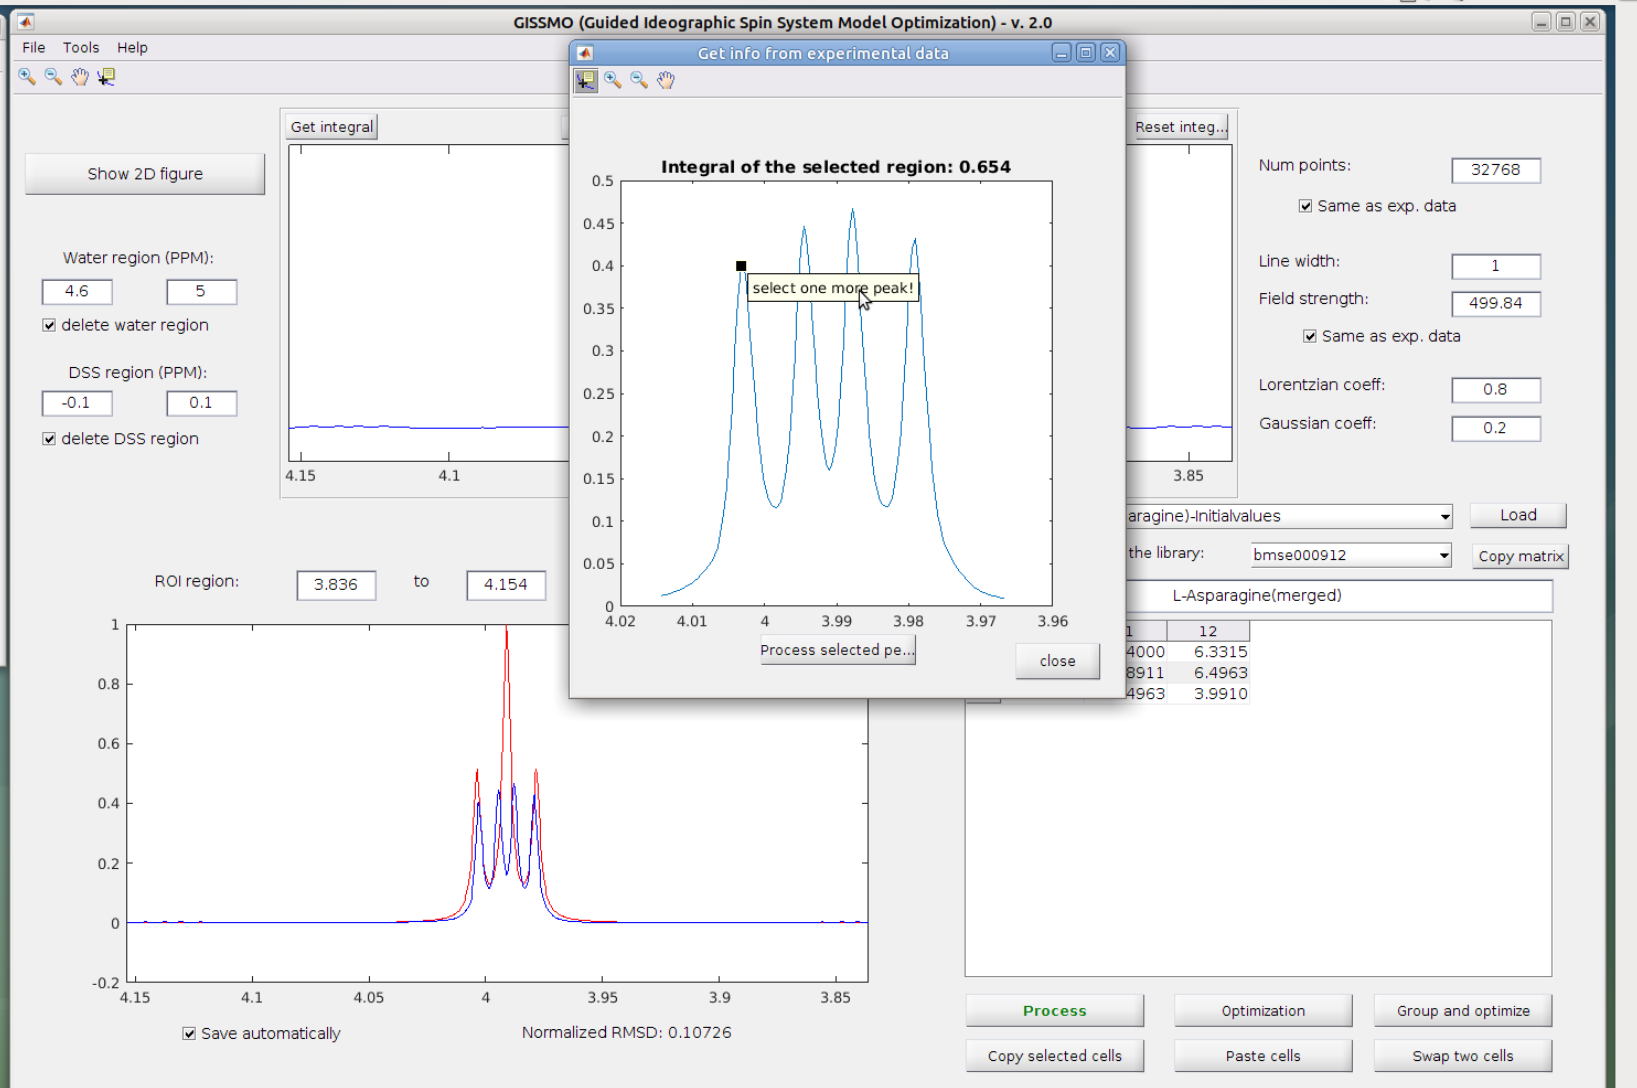 GISSMO (Guided Ideographic Spin System Model Optimization) - v. 2.0
File Tools Help
Get info from experimental data
Get integral
Reset integ...
Show 2D figure
Water region (PPM):
4.6 5
delete water region
DSS region (PPM):
-0.1 0.1
delete DSS region
4.15 4.1 3.85
Integral of the selected region: 0.654
0.5
0.45
0.4
0.35
0.3
0.25
0.2
0.15
0.1
0.05
0
select one more peak!
4.02 4.01 4 3.99 3.98 3.97 3.96
Process selected pe...
close
Num points: 32768
Same as exp. data
Line width: 1
Field strength: 499.84
Same as exp. data
Lorentzian coeff: 0.8
Gaussian coeff: 0.2
aragine)-Initialvalues Load
the library: bmse000912 Copy matrix
L-Asparagine(merged)
1 12
4000 6.3315
8911 6.4963
4963 3.9910
ROI region: 3.836 to 4.154
1
0.8
0.6
0.4
0.2
0
-0.2
4.15 4.1 4.05 4 3.95 3.9 3.85
Save automatically Normalized RMSD: 0.10726
Process Optimization Group and optimize
Copy selected cells Paste cells Swap two cells